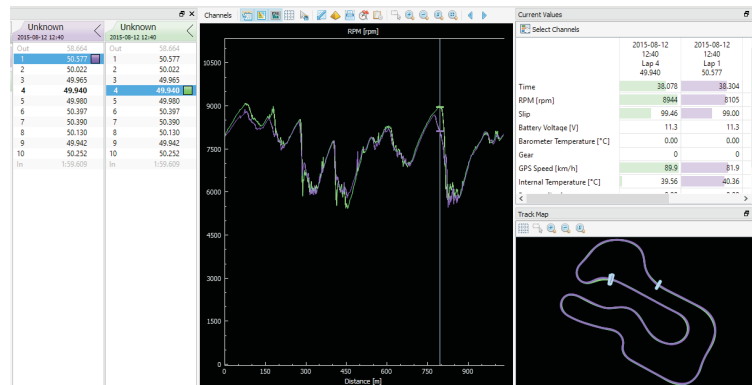 Unknown
2015-08-12 12:40
Out 58.664
1 50.577
2 50.022
3 49.965
4 49.940
5 49.980
6 50.397
7 50.390
8 50.130
9 49.942
10 50.252
In 1:59.609
Unknown
2015-08-12 12:40
Out 58.664
1 50.577
2 50.022
3 49.965
4 49.940
5 49.980
6 50.397
7 50.390
8 50.130
9 49.942
10 50.252
In 1:59.609
Channels
RPM [rpm]
10500
9000
7500
6000
4500
3000
1500
0
0 150 300 450 600 750 900
Distance [m]
Current Values
Select Channels
2015-08-12 2015-08-12
12:40 12:40
Lap 4 Lap 1
49.940 50.577
Time 38.078 38.304
RPM [rpm] 8944 8105
Slip 99.46 99.00
Battery Voltage [V] 11.3 11.3
Barometer Temperature [°C] 0.00 0.00
Gear 0 0
GPS Speed [km/h] 89.9 81.9
Internal Temperature [°C] 39.56 40.36
Track Map